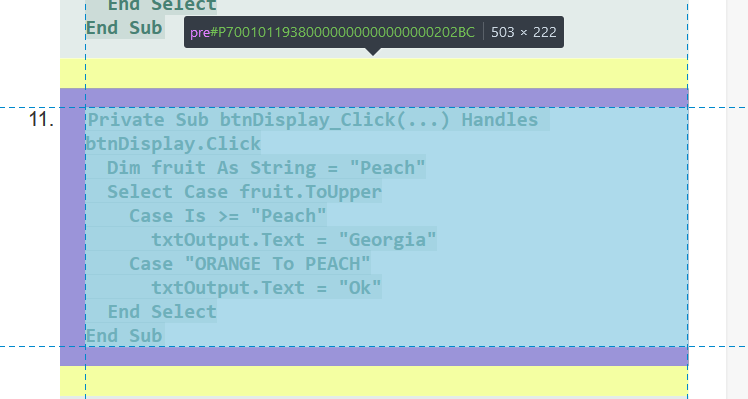 End Select
End Sub
pre#P70010119380000000000000000202BC 503 × 222
11.
Private Sub btnDisplay_Click(...) Handles
btnDisplay.Click
Dim fruit As String = "Peach"
Select Case fruit.ToUpper
Case Is >= "Peach"
txtOutput.Text = "Georgia"
Case "ORANGE To PEACH"
txtOutput.Text = "Ok"
End Select
End Sub